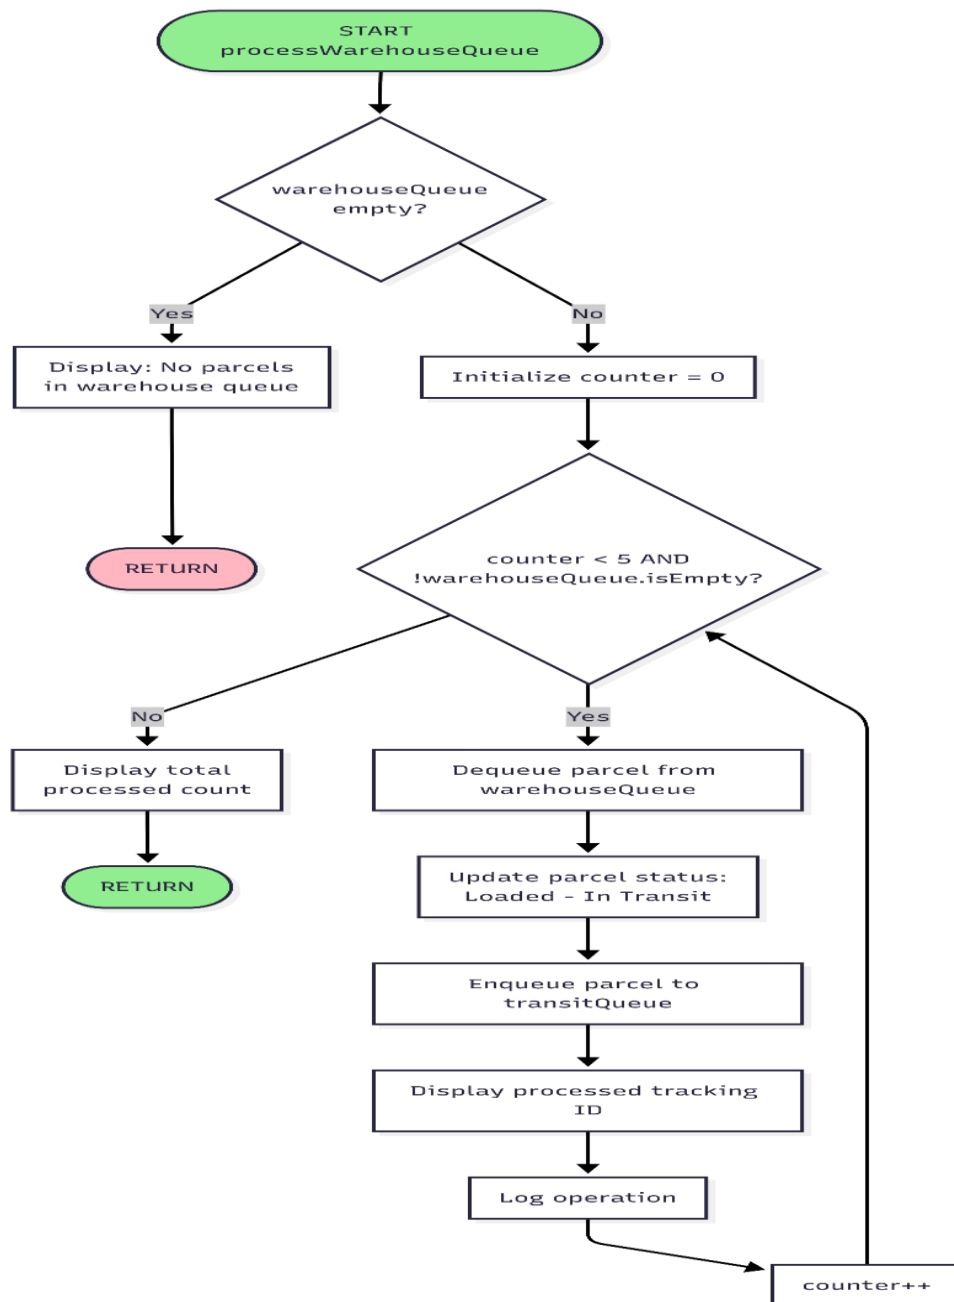 START
processWarehouseQueue
warehouseQueue
empty?
Yes
No
Display: No parcels
in warehouse queue
Initialize counter = 0
RETURN
counter < 5 AND
!warehouseQueue.isEmpty?
No
Yes
Display total
processed count
Dequeue parcel from
warehouseQueue
RETURN
Update parcel status:
Loaded - In Transit
Enqueue parcel to
transitQueue
Display processed tracking
ID
Log operation
counter++